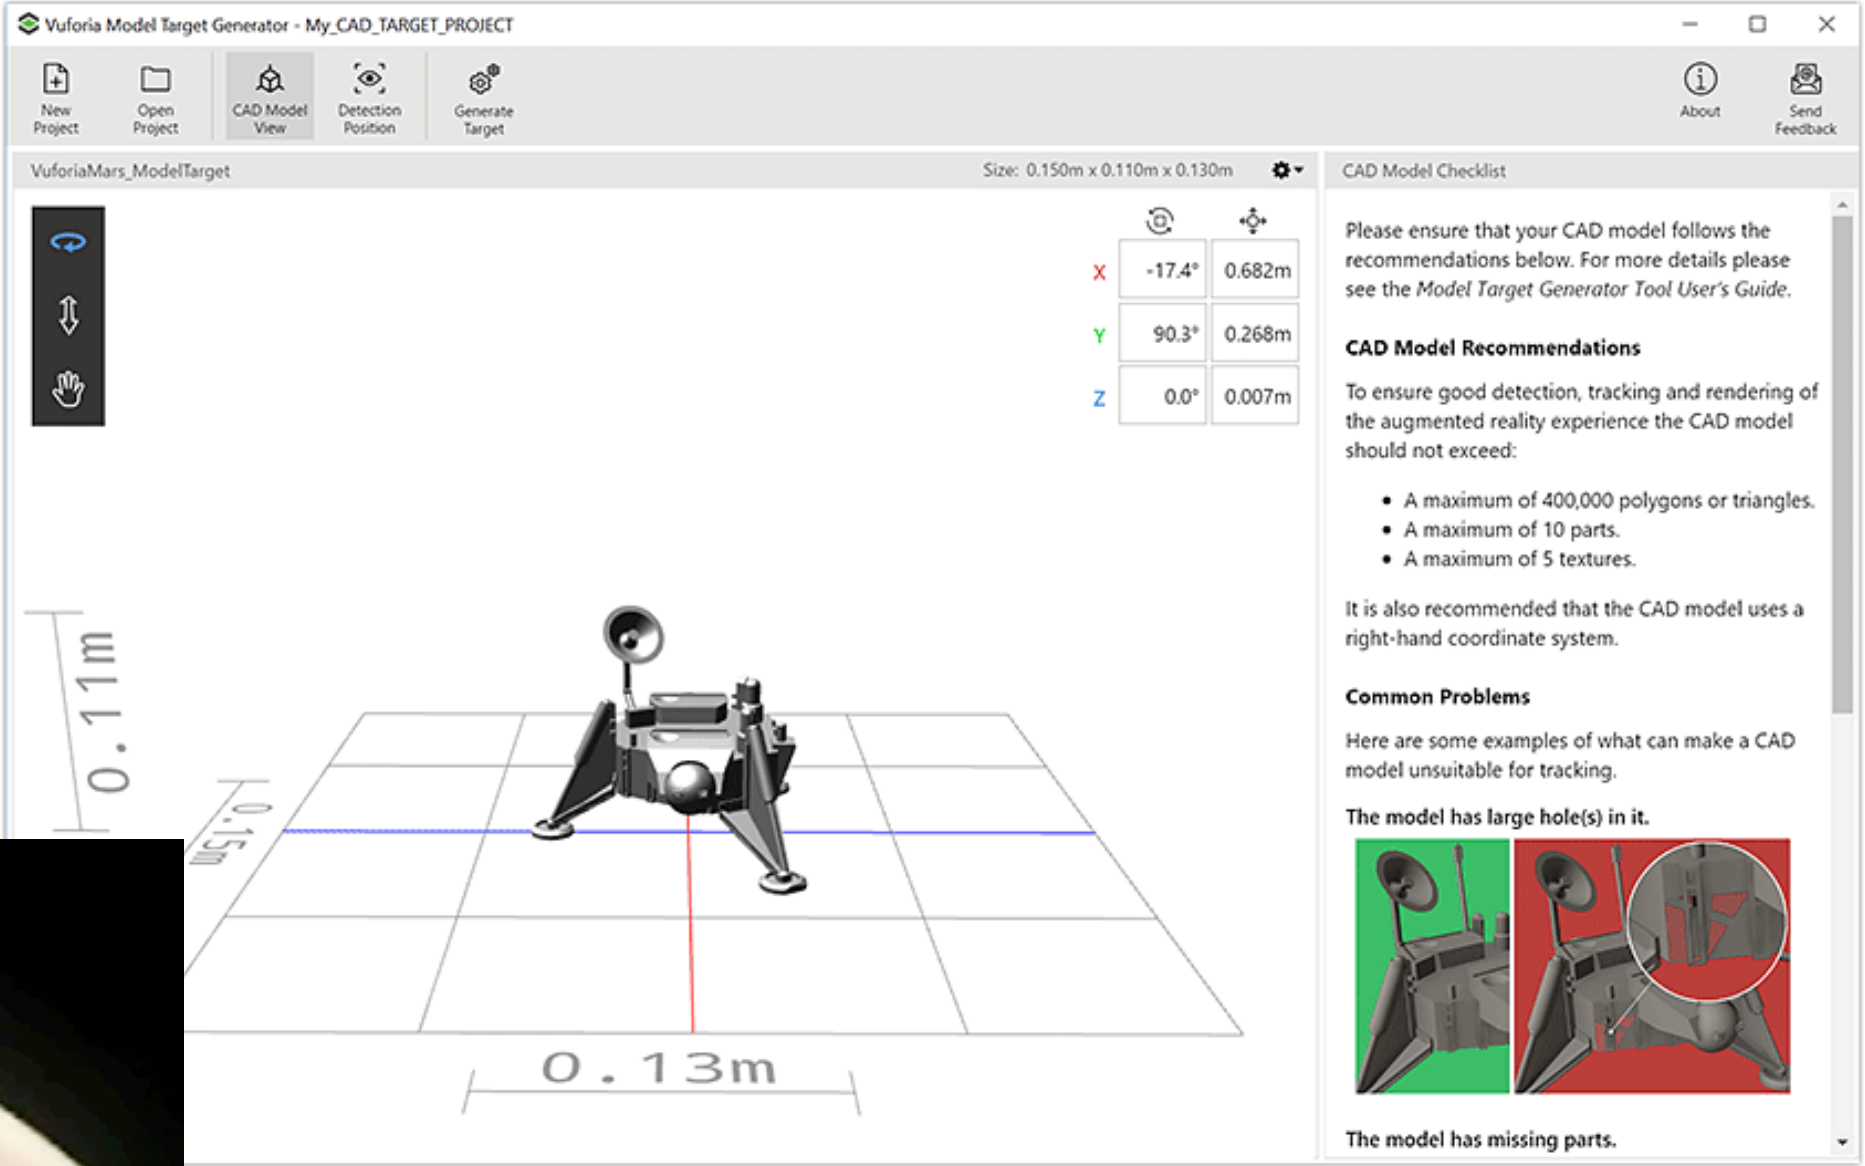 Vuforia Model Target Generator - My_CAD_TARGET_PROJECT
New
Project
Open
Project
CAD Model
View
Detection
Position
Generate
Target
About
Send
Feedback
VuforiaMars_ModelTarget
Size: 0.150m x 0.110m x 0.130m
X -17.4° 0.682m
Y 90.3° 0.268m
Z 0.0° 0.007m
0.11m
0.15m
0.13m
CAD Model Checklist
Please ensure that your CAD model follows the
recommendations below. For more details please
see the Model Target Generator Tool User's Guide.
CAD Model Recommendations
To ensure good detection, tracking and rendering of
the augmented reality experience the CAD model
should not exceed:
• A maximum of 400,000 polygons or triangles.
• A maximum of 10 parts.
• A maximum of 5 textures.
It is also recommended that the CAD model uses a
right-hand coordinate system.
Common Problems
Here are some examples of what can make a CAD
model unsuitable for tracking.
The model has large hole(s) in it.
The model has missing parts.